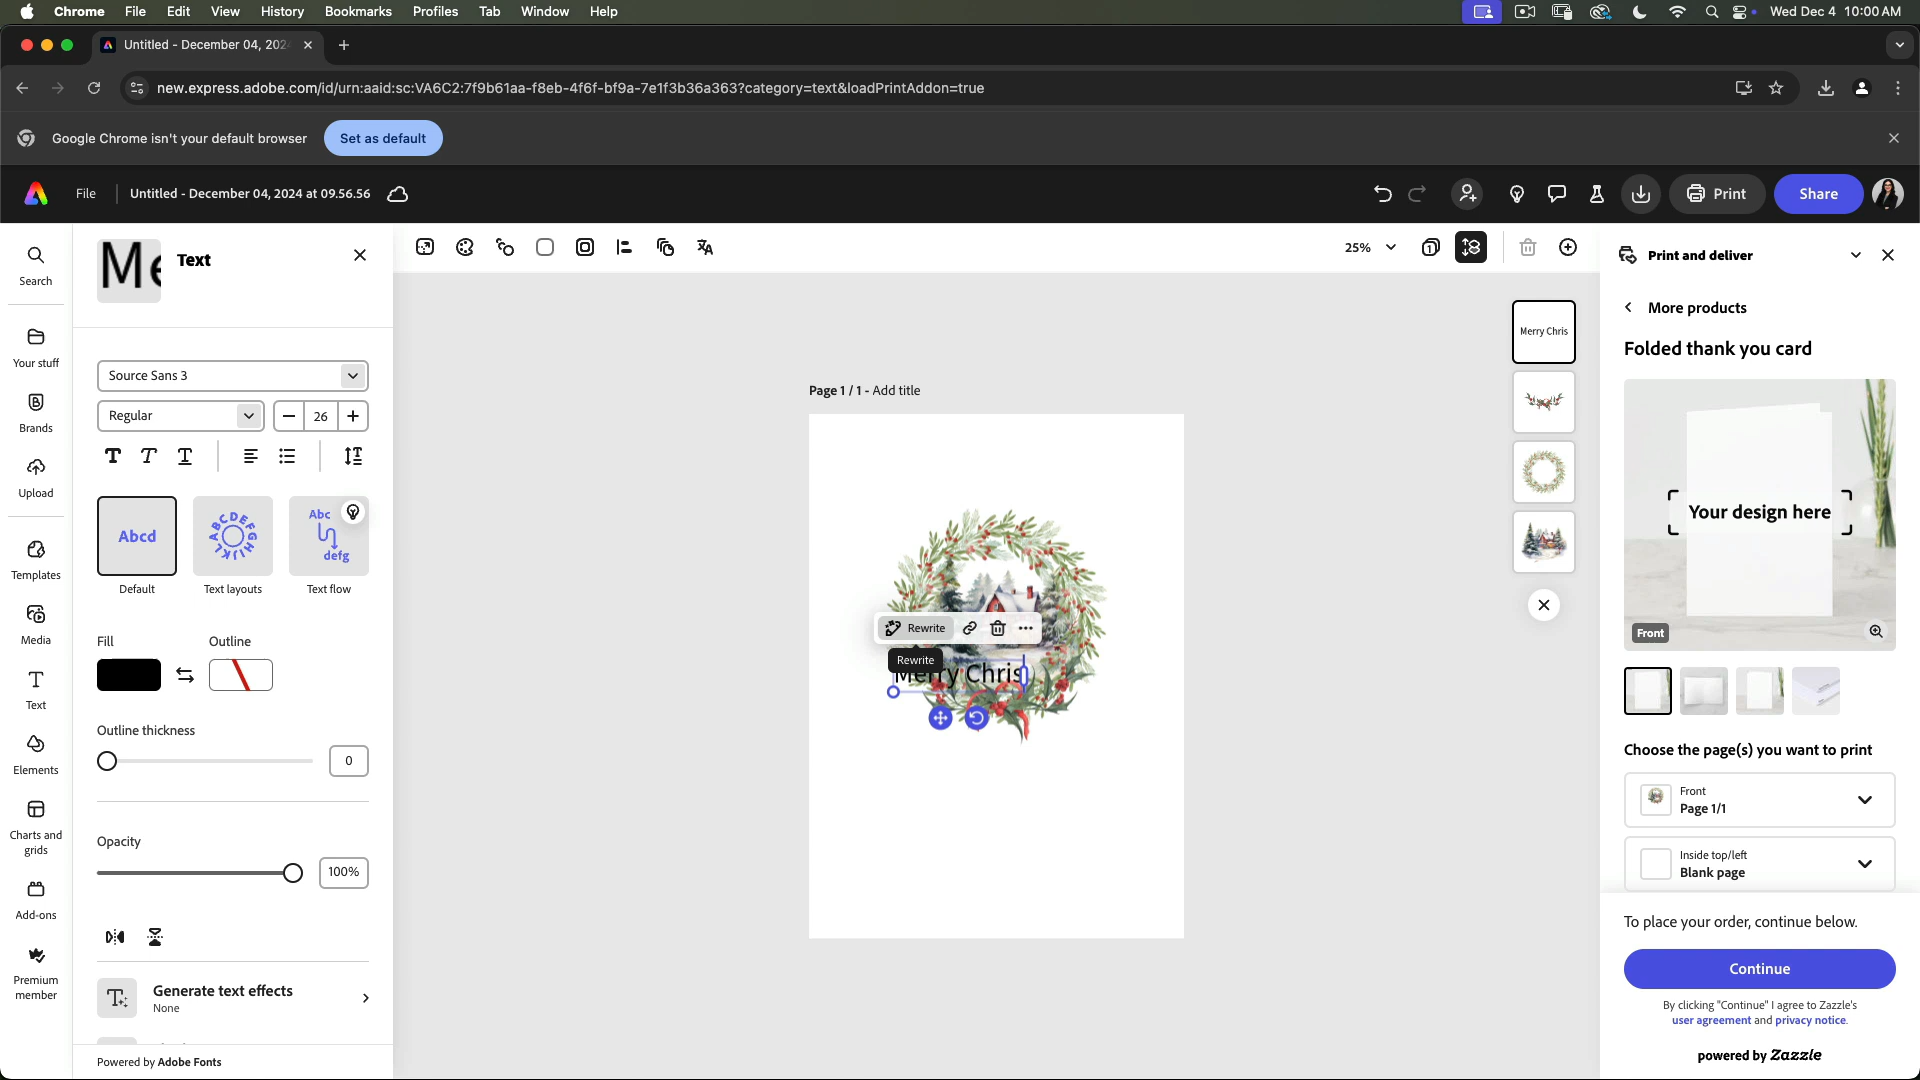 Chrome File Edit View History Bookmarks Profiles Tab Window Help
Wed Dec 4 10:00 AM
Untitled - December 04, 202
new.express.adobe.com/id/urn:aaid:sc:VA6C2:7f9b61aa-f8eb-4f6f-bf9a-7e1f3b36a363?category=text&loadPrintAddon=true
Google Chrome isn't your default browser
Set as default
File
Untitled - December 04, 2024 at 09.56.56
Print
Share
Search
Your stuff
Brands
Upload
Templates
Media
Text
Elements
Charts and
grids
Add-ons
Premium
member
Me
Text
Source Sans 3
Regular
26
Abcd
Default
ABCDEFGHIJKL
Text layouts
Abc
defg
Text flow
Fill
Outline
Outline thickness
0
Opacity
100%
Generate text effects
None
Powered by Adobe Fonts
25%
1
Page 1 / 1 - Add title
Rewrite
Rewrite
Merry Chris
Merry Chris
Print and deliver
More products
Folded thank you card
Your design here
Front
Choose the page(s) you want to print
Front
Page 1/1
Inside top/left
Blank page
To place your order, continue below.
Continue
By clicking "Continue" I agree to Zazzle's
user agreement and privacy notice.
powered by Zazzle